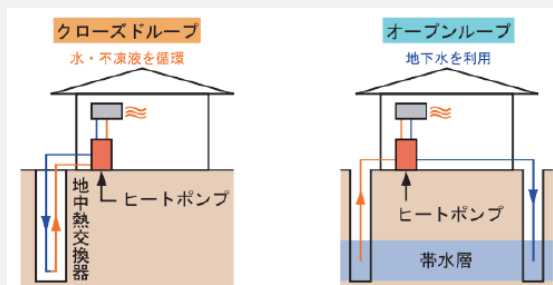 クローズドループ
水・不凍液を循環
地中熱交換器
ヒートポンプ
オープンループ
地下水を利用
ヒートポンプ
帯水層